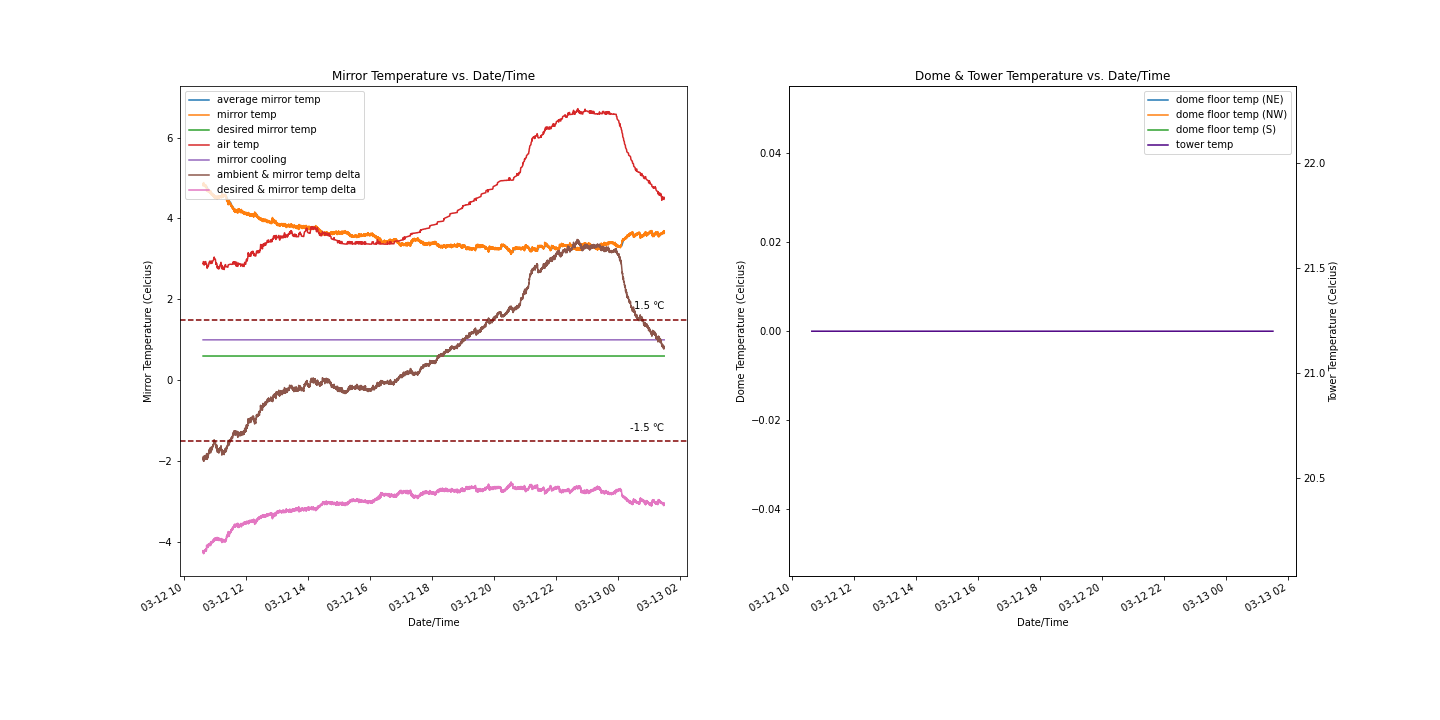 Mirror Temperature vs. Date/Time
average mirror temp
mirror temp
desired mirror temp
air temp
mirror cooling
ambient & mirror temp delta
desired & mirror temp delta
Mirror Temperature (Celcius)
6
4
2
0
−2
−4
1.5 ℃
-1.5 ℃
03-12 10
03-12 12
03-12 14
03-12 16
03-12 18
03-12 20
03-12 22
03-13 00
03-13 02
Date/Time
Dome & Tower Temperature vs. Date/Time
dome floor temp (NE)
dome floor temp (NW)
dome floor temp (S)
tower temp
Dome Temperature (Celcius)
0.04
0.02
0.00
−0.02
−0.04
22.0
21.5
21.0
20.5
Tower Temperature (Celcius)
03-12 10
03-12 12
03-12 14
03-12 16
03-12 18
03-12 20
03-12 22
03-13 00
03-13 02
Date/Time